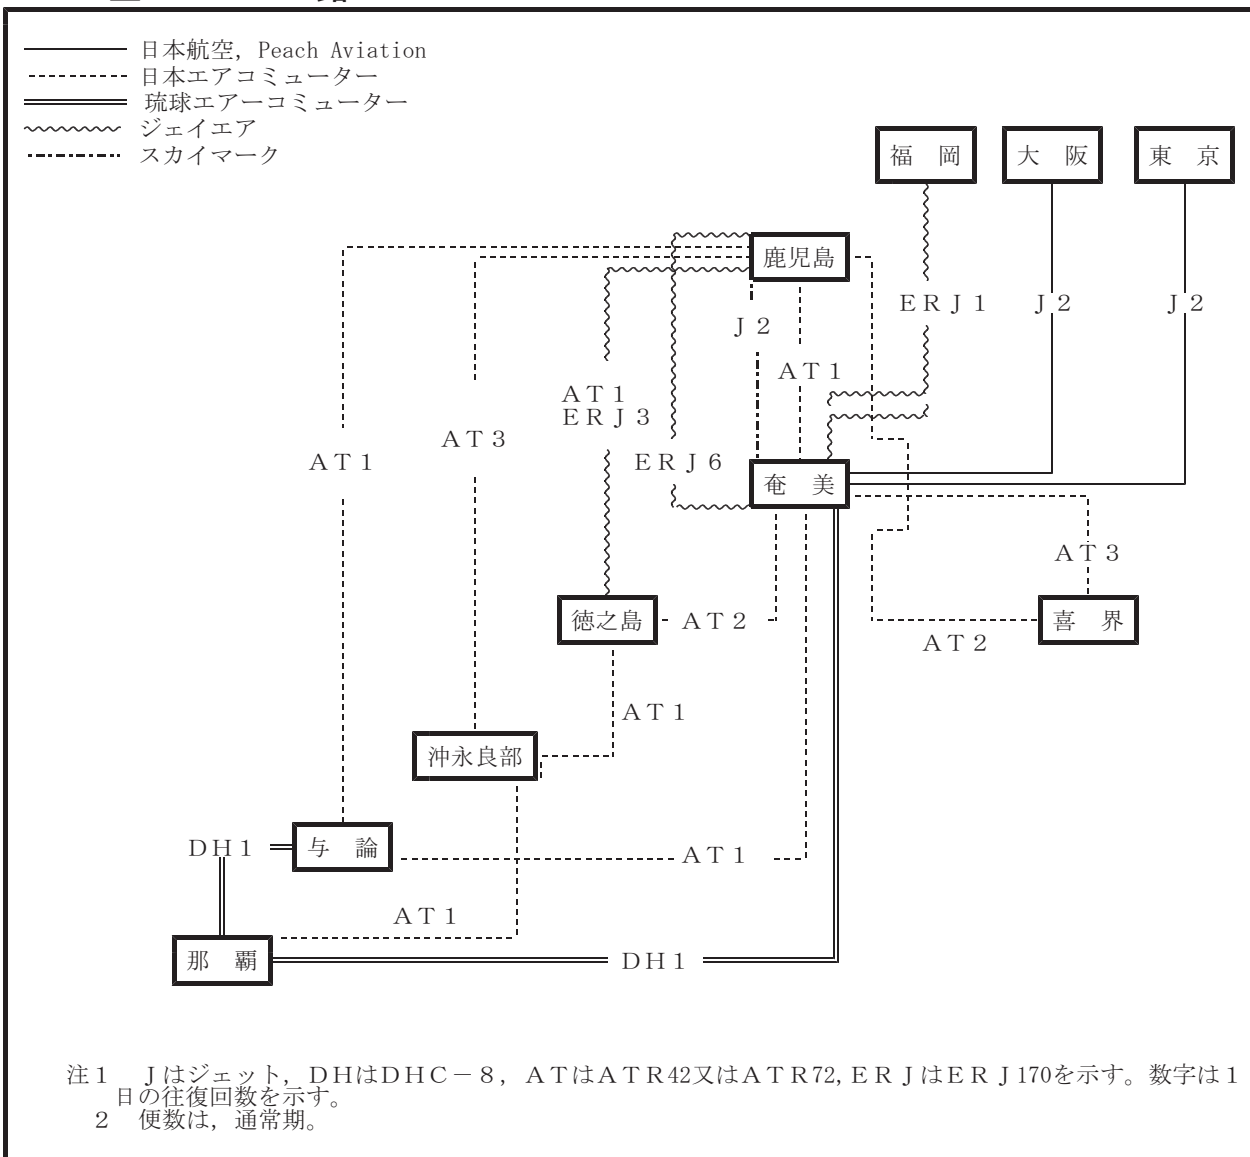 日本航空, Peach Aviation
日本エアコミューター
琉球エアーコミューター
ジェイエア
スカイマーク
福　岡
大　阪
東　京
鹿児島
ＥＲＪ１
Ｊ２
Ｊ２
Ｊ２
ＡＴ１
ＡＴ１
ＥＲＪ３
ＡＴ３
ＡＴ１
ＥＲＪ６
奄　美
ＡＴ３
徳之島
ＡＴ２
喜　界
ＡＴ２
ＡＴ１
沖永良部
ＤＨ１
与　論
ＡＴ１
ＡＴ１
那　覇
ＤＨ１
注１　Ｊはジェット，ＤＨはＤＨＣ－８，ＡＴはＡＴＲ42又はＡＴＲ72,ＥＲＪはＥＲＪ170を示す。数字は１
日の往復回数を示す。
２　便数は，通常期。